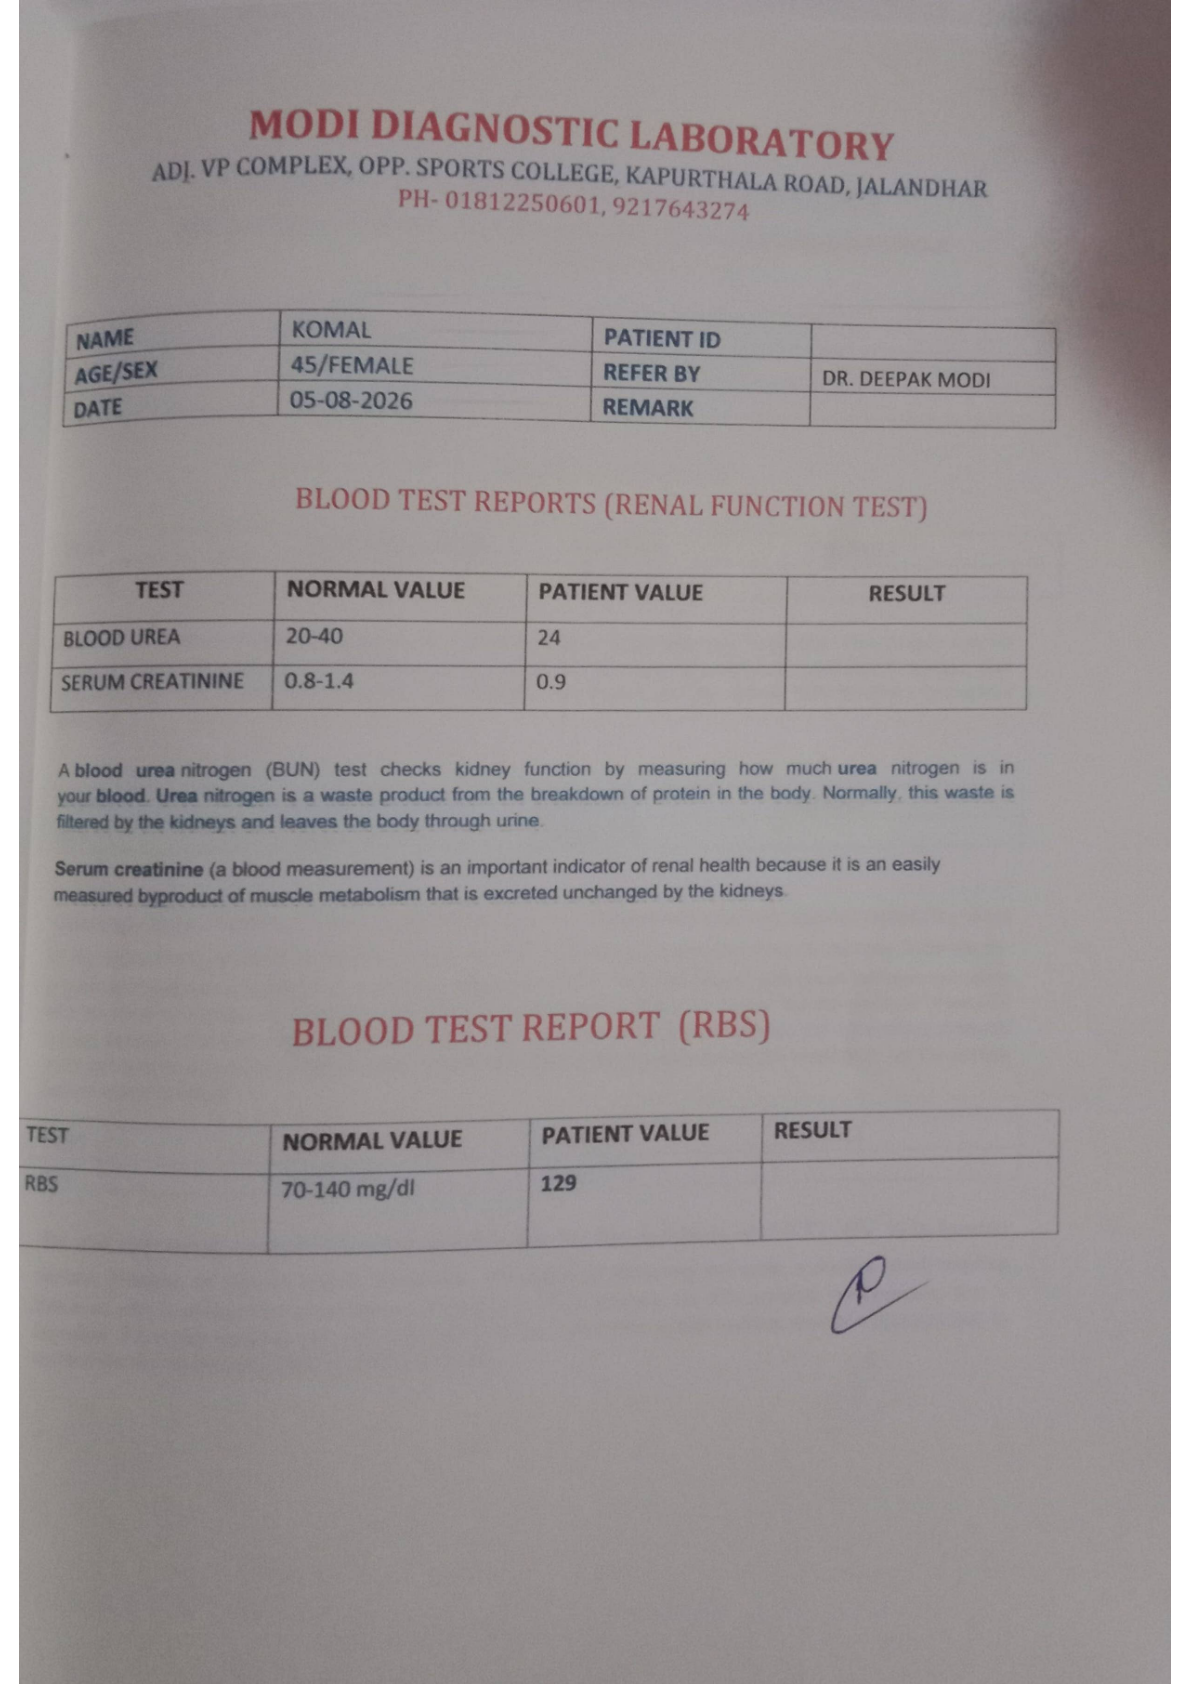 MODI DIAGNOSTIC LABORATORY
ADJ. VP COMPLEX, OPP. SPORTS COLLEGE, KAPURTHALA ROAD, JALANDHAR
PH- 01812250601, 9217643274
NAME KOMAL PATIENT ID
AGE/SEX 45/FEMALE REFER BY DR. DEEPAK MODI
DATE 05-08-2026 REMARK
BLOOD TEST REPORTS (RENAL FUNCTION TEST)
TEST NORMAL VALUE PATIENT VALUE RESULT
BLOOD UREA 20-40 24
SERUM CREATININE 0.8-1.4 0.9
A blood urea nitrogen (BUN) test checks kidney function by measuring how much urea nitrogen is in
your blood. Urea nitrogen is a waste product from the breakdown of protein in the body. Normally, this waste is
filtered by the kidneys and leaves the body through urine.
Serum creatinine (a blood measurement) is an important indicator of renal health because it is an easily
measured byproduct of muscle metabolism that is excreted unchanged by the kidneys.
BLOOD TEST REPORT (RBS)
TEST NORMAL VALUE PATIENT VALUE RESULT
RBS 70-140 mg/dl 129